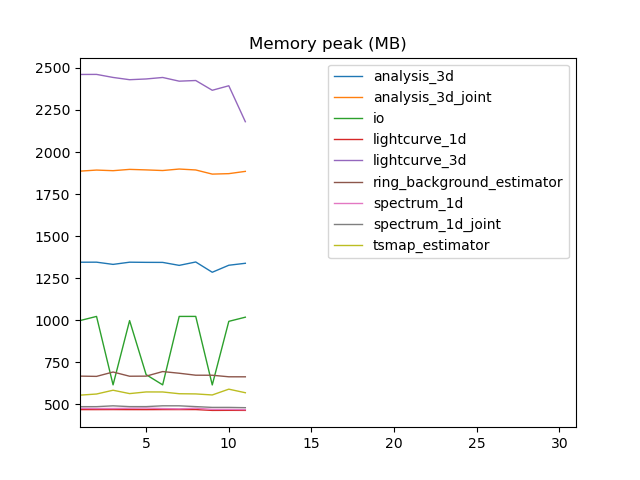 Memory peak (MB)
2500
2250
2000
1750
1500
1250
1000
750
500
5
10
15
20
25
30
analysis_3d
analysis_3d_joint
io
lightcurve_1d
lightcurve_3d
ring_background_estimator
spectrum_1d
spectrum_1d_joint
tsmap_estimator